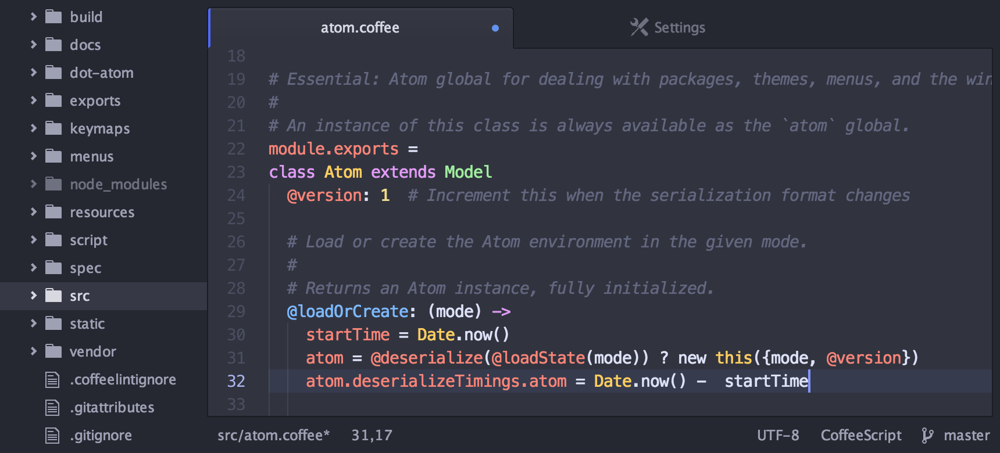 build
docs
dot-atom
exports
keymaps
menus
node_modules
resources
script
spec
src
static
vendor
.coffeelintignore
.gitattributes
.gitignore
atom.coffee
Settings
18
19 # Essential: Atom global for dealing with packages, themes, menus, and the win
20 #
21 # An instance of this class is always available as the `atom` global.
22 module.exports =
23 class Atom extends Model
24 @version: 1  # Increment this when the serialization format changes
25
26 # Load or create the Atom environment in the given mode.
27 #
28 # Returns an Atom instance, fully initialized.
29 @loadOrCreate: (mode) ->
30 startTime = Date.now()
31 atom = @deserialize(@loadState(mode)) ? new this({mode, @version})
32 atom.deserializeTimings.atom = Date.now() -  startTime
33
src/atom.coffee* 31,17 UTF-8 CoffeeScript master